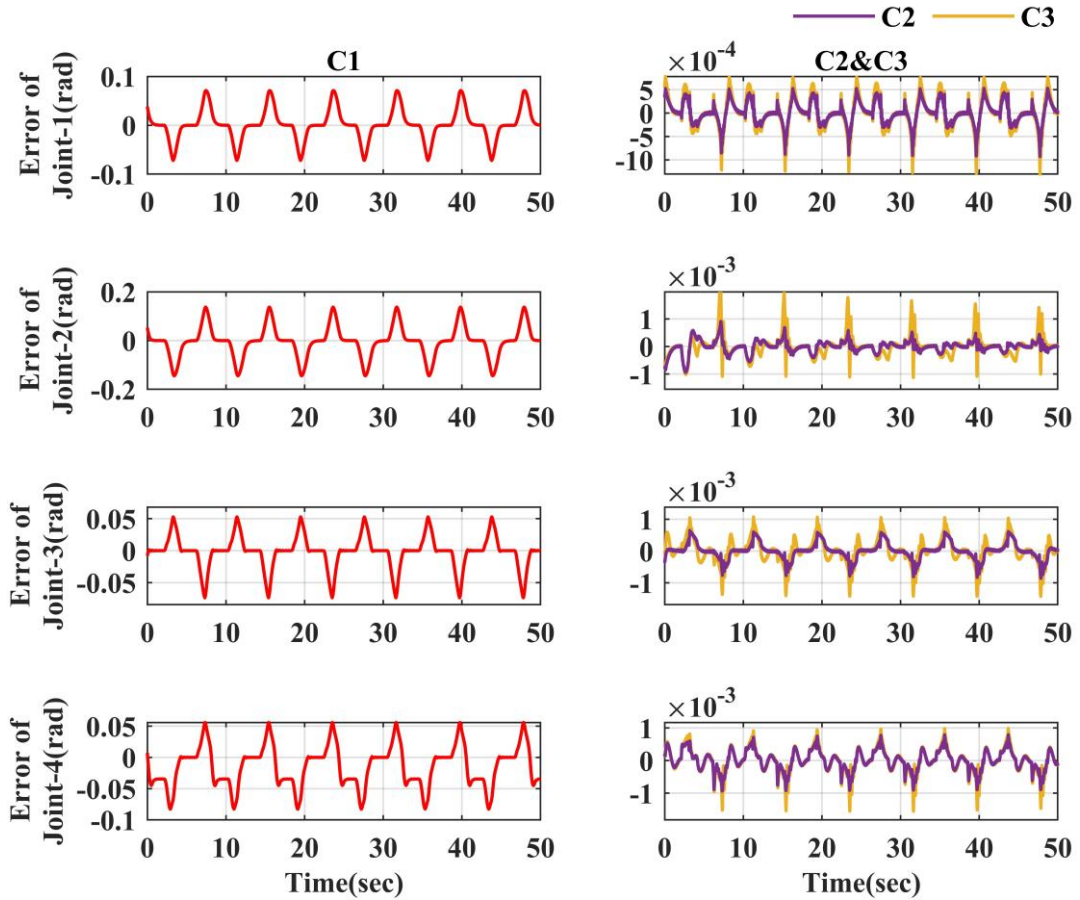 C2 C3
C1
C2&C3
Error of
Joint-1(rad)
0.1
0
-0.1
0 10 20 30 40 50
×10-4
5
0
-5
-10
0 10 20 30 40 50
Error of
Joint-2(rad)
0.2
0
-0.2
0 10 20 30 40 50
×10-3
1
0
-1
0 10 20 30 40 50
Error of
Joint-3(rad)
0.05
0
-0.05
0 10 20 30 40 50
×10-3
1
0
-1
0 10 20 30 40 50
Error of
Joint-4(rad)
0.05
0
-0.05
-0.1
0 10 20 30 40 50
Time(sec)
×10-3
1
0
-1
0 10 20 30 40 50
Time(sec)